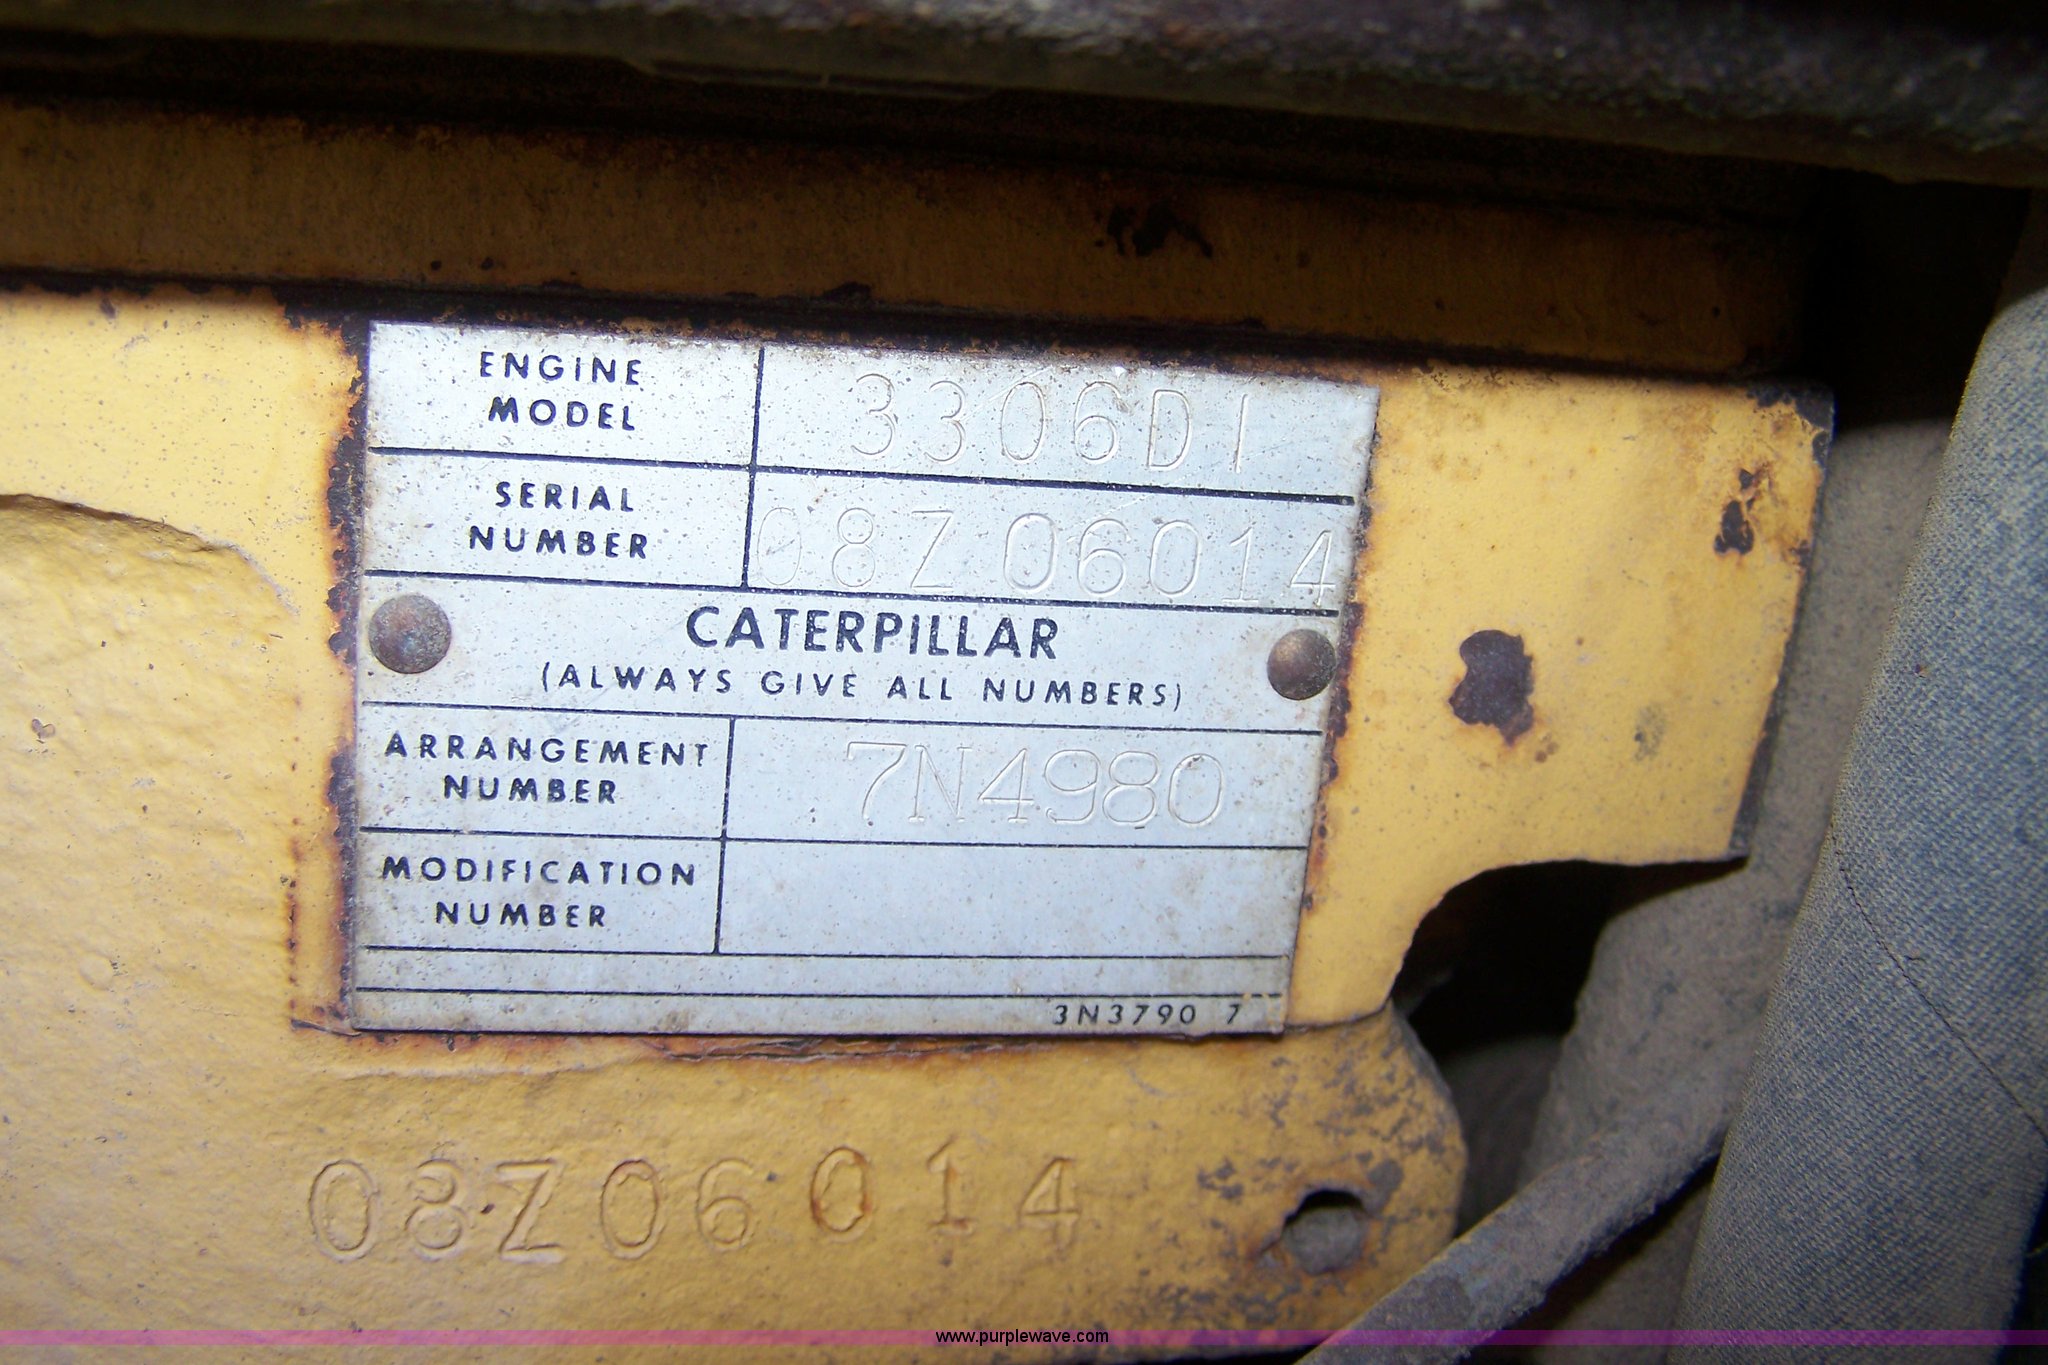 ENGINE
MODEL
3306DI
SERIAL
NUMBER
08Z06014
CATERPILLAR
(ALWAYS GIVE ALL NUMBERS)
ARRANGEMENT
NUMBER
7N4980
MODIFICATION
NUMBER
3N3790 7
08Z06014
www.purplewave.com